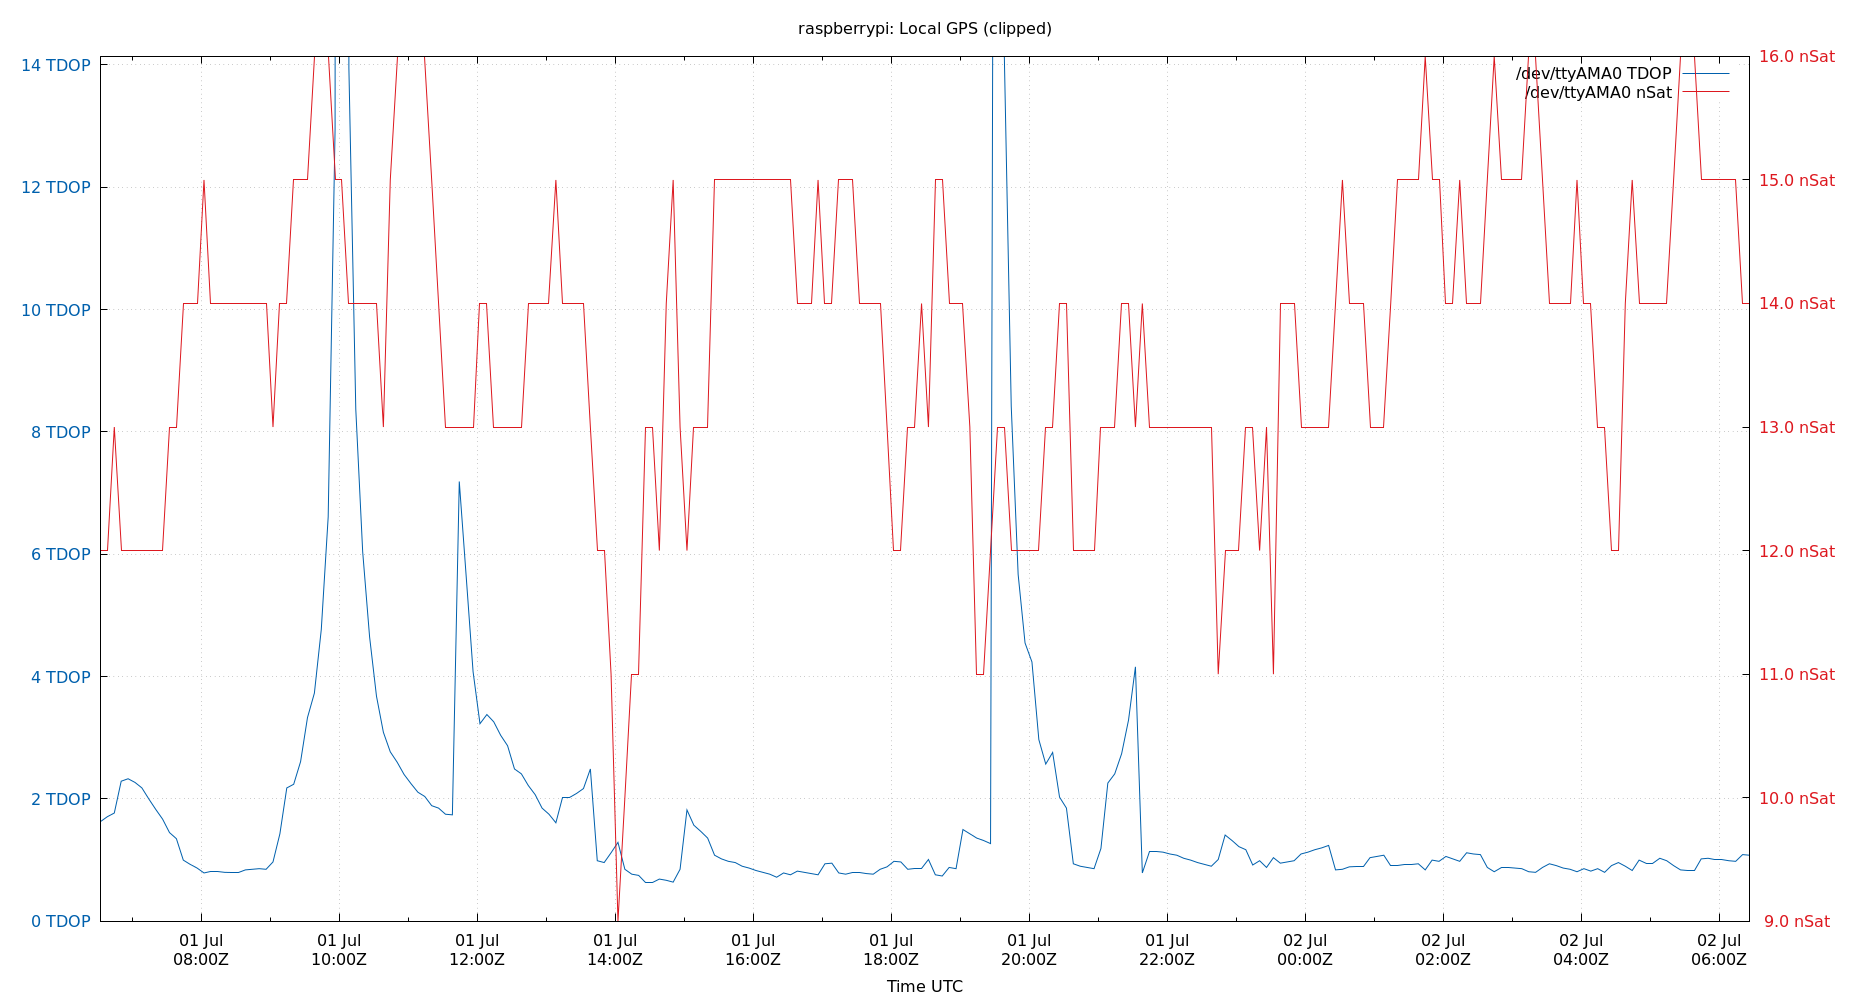 raspberrypi: Local GPS (clipped)
14 TDOP
12 TDOP
10 TDOP
8 TDOP
6 TDOP
4 TDOP
2 TDOP
0 TDOP
16.0 nSat
15.0 nSat
14.0 nSat
13.0 nSat
12.0 nSat
11.0 nSat
10.0 nSat
9.0 nSat
/dev/ttyAMA0 TDOP
/dev/ttyAMA0 nSat
01 Jul
08:00Z
01 Jul
10:00Z
01 Jul
12:00Z
01 Jul
14:00Z
01 Jul
16:00Z
01 Jul
18:00Z
01 Jul
20:00Z
01 Jul
22:00Z
02 Jul
00:00Z
02 Jul
02:00Z
02 Jul
04:00Z
02 Jul
06:00Z
Time UTC